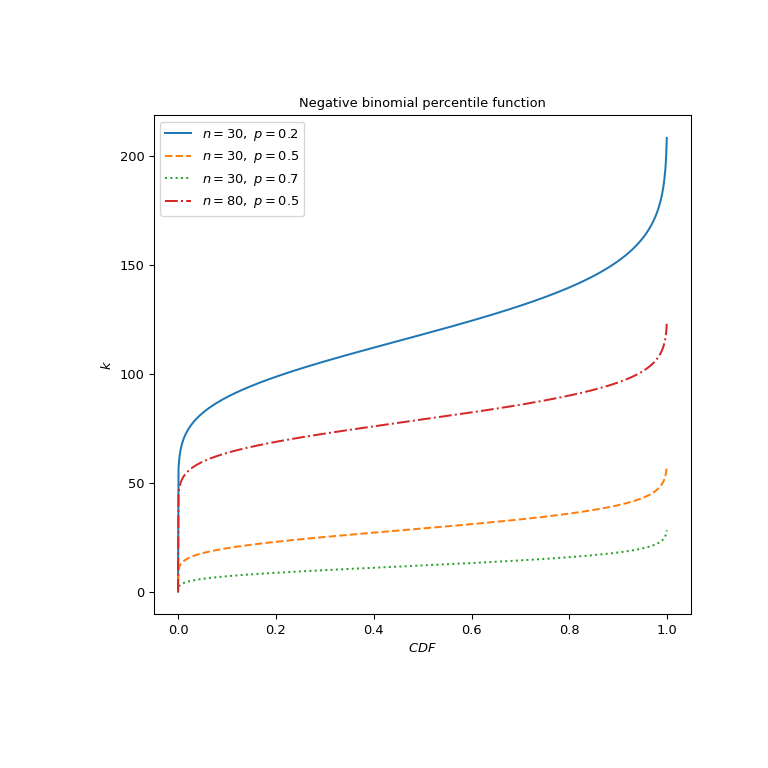 Negative binomial percentile function
n = 30, p = 0.2
n = 30, p = 0.5
n = 30, p = 0.7
n = 80, p = 0.5
200
150
100
50
0
k
0.0 0.2 0.4 0.6 0.8 1.0
CDF